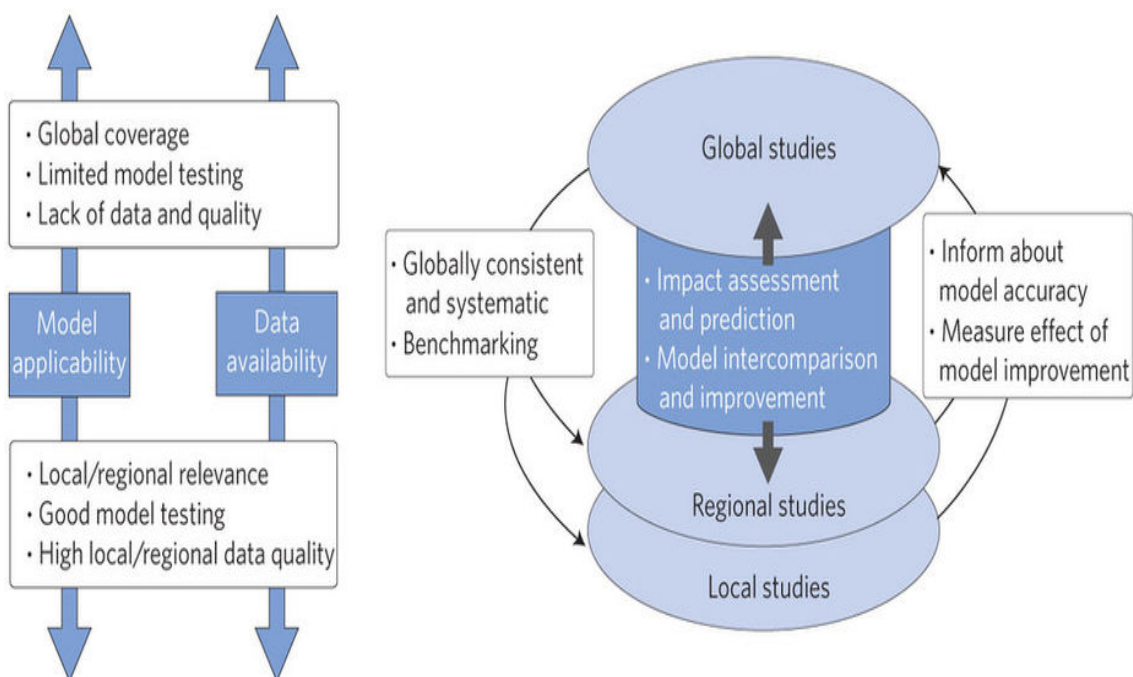 • Global coverage
• Limited model testing
• Lack of data and quality
Model
applicability
Data
availability
• Local/regional relevance
• Good model testing
• High local/regional data quality
Global studies
• Globally consistent
and systematic
• Benchmarking
• Impact assessment
and prediction
• Model intercomparison
and improvement
• Inform about
model accuracy
• Measure effect of
model improvement
Regional studies
Local studies